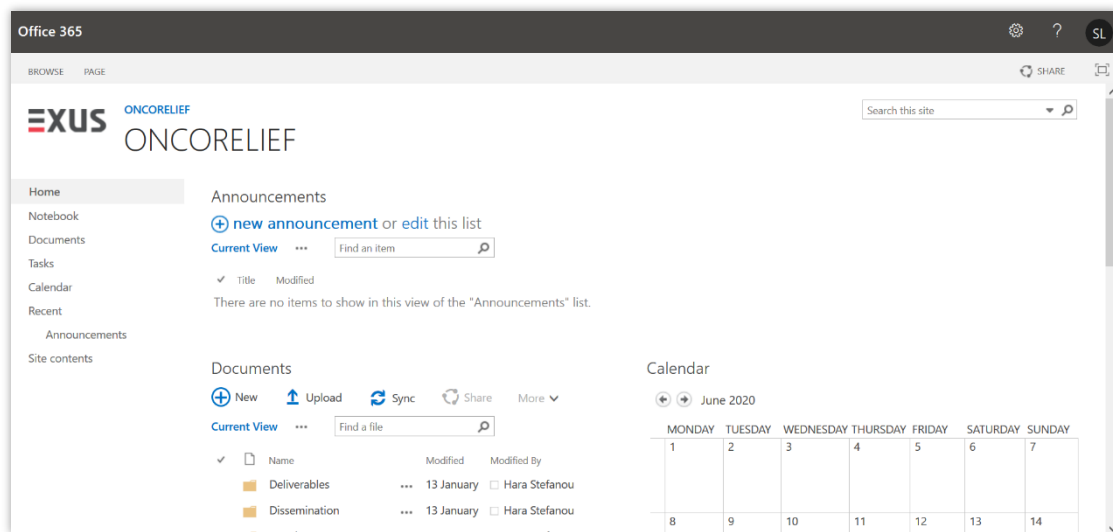 Office 365
? SL
BROWSE PAGE
SHARE
EXUS
ONCORELIEF
ONCORELIEF
Search this site
Home
Notebook
Documents
Tasks
Calendar
Recent
Announcements
Site contents
Announcements
new announcement or edit this list
Current View ••• Find an item
Title Modified
There are no items to show in this view of the "Announcements" list.
Documents
New Upload Sync Share More
Current View ••• Find a file
Name Modified Modified By
Deliverables ••• 13 January Hara Stefanou
Dissemination ••• 13 January Hara Stefanou
Calendar
June 2020
MONDAY TUESDAY WEDNESDAY THURSDAY FRIDAY SATURDAY SUNDAY
1 2 3 4 5 6 7
8 9 10 11 12 13 14